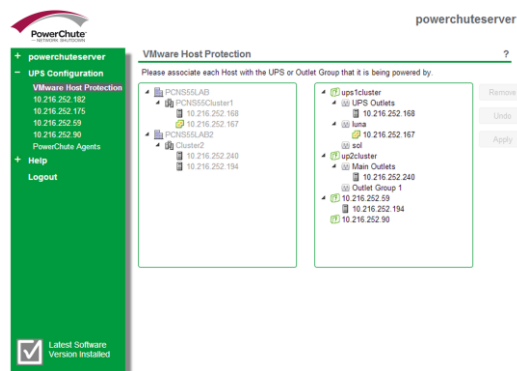 PowerChute
NETWORK SHUTDOWN
powerchuteserver
+ powerchuteserver
- UPS Configuration
VMware Host Protection
10.216.252.182
10.216.252.175
10.216.252.59
10.216.252.90
PowerChute Agents
+ Help
Logout
Latest Software
Version Installed
VMware Host Protection
?
Please associate each Host with the UPS or Outlet Group that it is being powered by.
PCNS55LAB
PCNS55Cluster1
10.216.252.168
10.216.252.167
PCNS55LAB2
Cluster2
10.216.252.240
10.216.252.194
ups1cluster
UPS Outlets
10.216.252.168
luna
10.216.252.167
sol
up2cluster
Main Outlets
10.216.252.240
Outlet Group 1
10.216.252.59
10.216.252.194
10.216.252.90
Remove
Undo
Apply